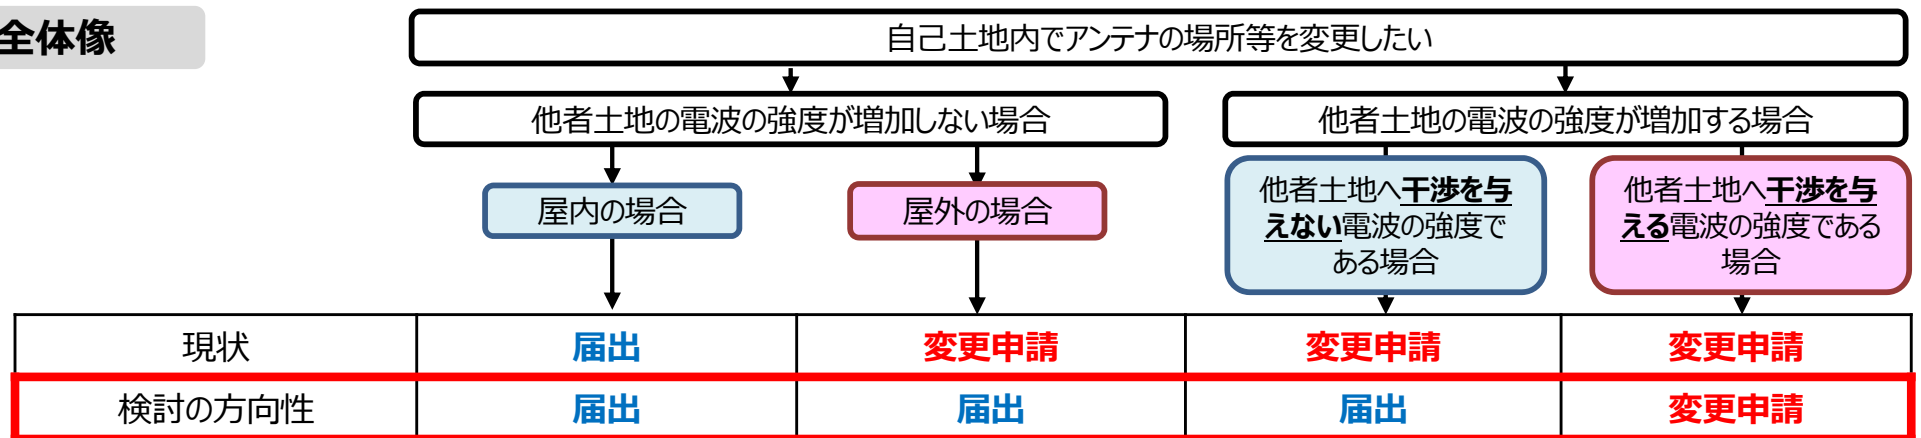 全体像
自己土地内でアンテナの場所等を変更したい
他者土地の電波の強度が増加しない場合
他者土地の電波の強度が増加する場合
屋内の場合
屋外の場合
他者土地へ干渉を与
えない電波の強度で
ある場合
他者土地へ干渉を与
える電波の強度である
場合
現状 届出 変更申請 変更申請 変更申請
検討の方向性 届出 届出 届出 変更申請